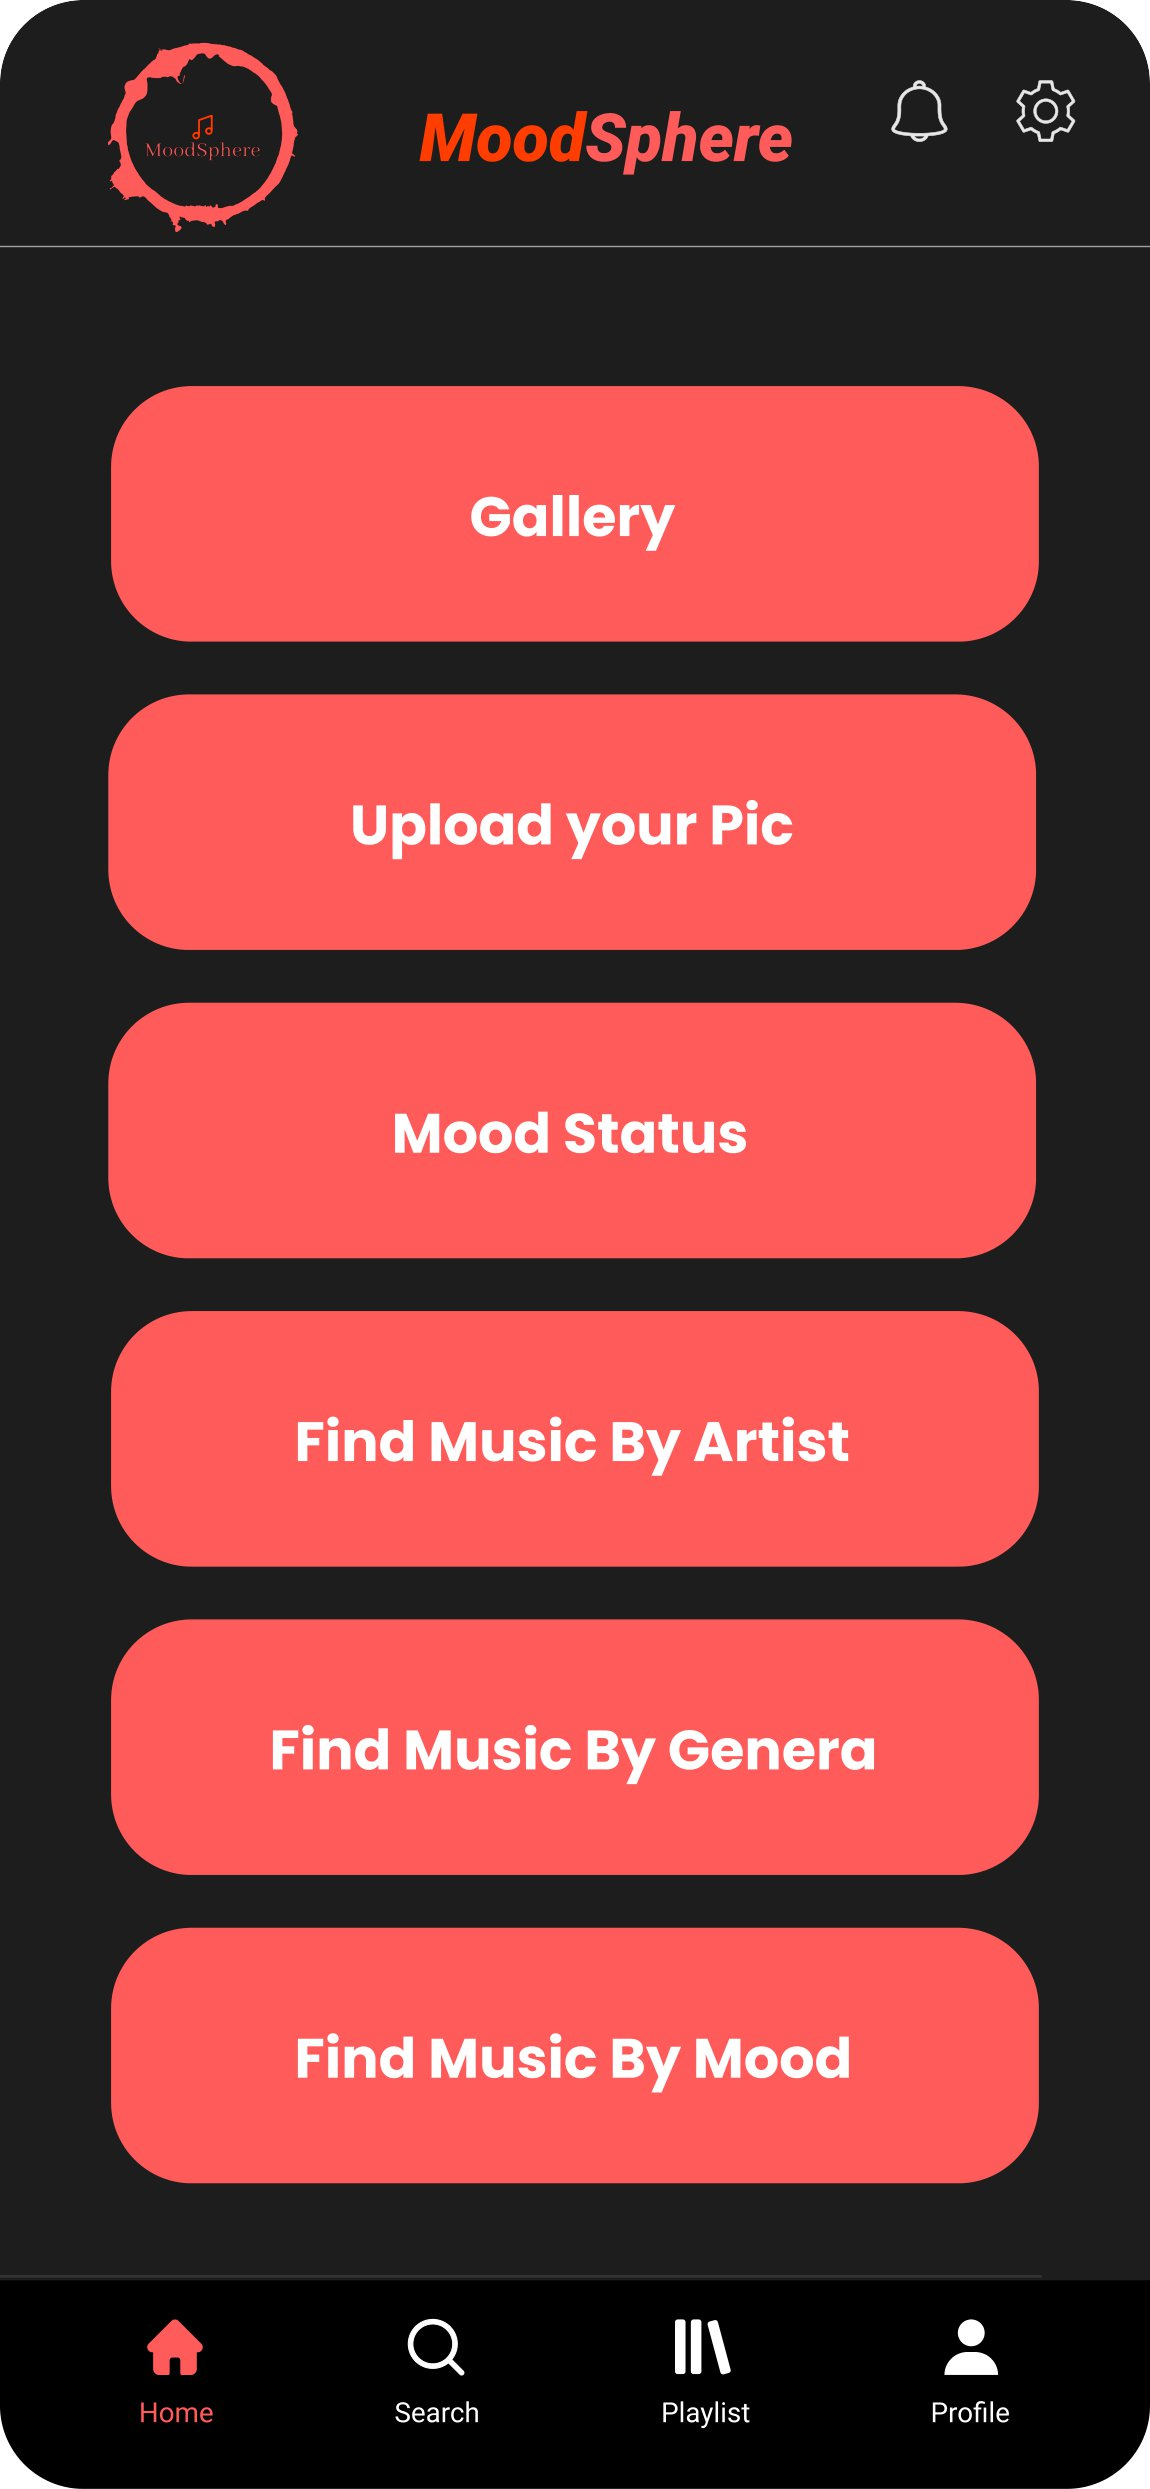 MoodSphere
MoodSphere
Gallery
Upload your Pic
Mood Status
Find Music By Artist
Find Music By Genera
Find Music By Mood
Home
Search
Playlist
Profile